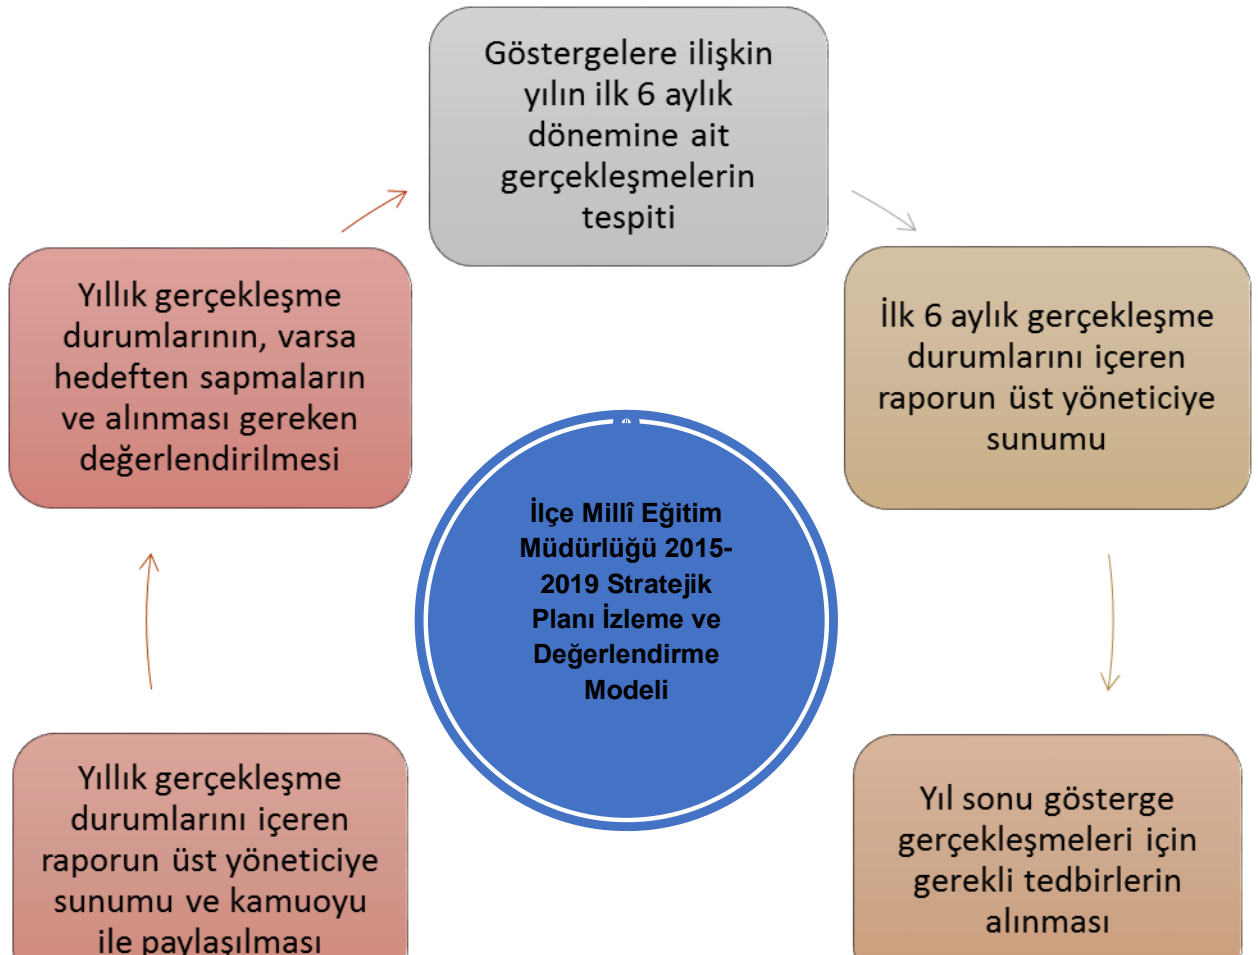 Göstergelere ilişkin
yılın ilk 6 aylık
dönemine ait
gerçekleşmelerin
tespiti
İlk 6 aylık gerçekleşme
durumlarını içeren
raporun üst yöneticiye
sunumu
Yıl sonu gösterge
gerçekleşmeleri için
gerekli tedbirlerin
alınması
Yıllık gerçekleşme
durumlarını içeren
raporun üst yöneticiye
sunumu ve kamuoyu
ile paylaşılması
Yıllık gerçekleşme
durumlarının, varsa
hedeften sapmaların
ve alınması gereken
değerlendirilmesi
İlçe Millî Eğitim
Müdürlüğü 2015-
2019 Stratejik
Planı İzleme ve
Değerlendirme
Modeli